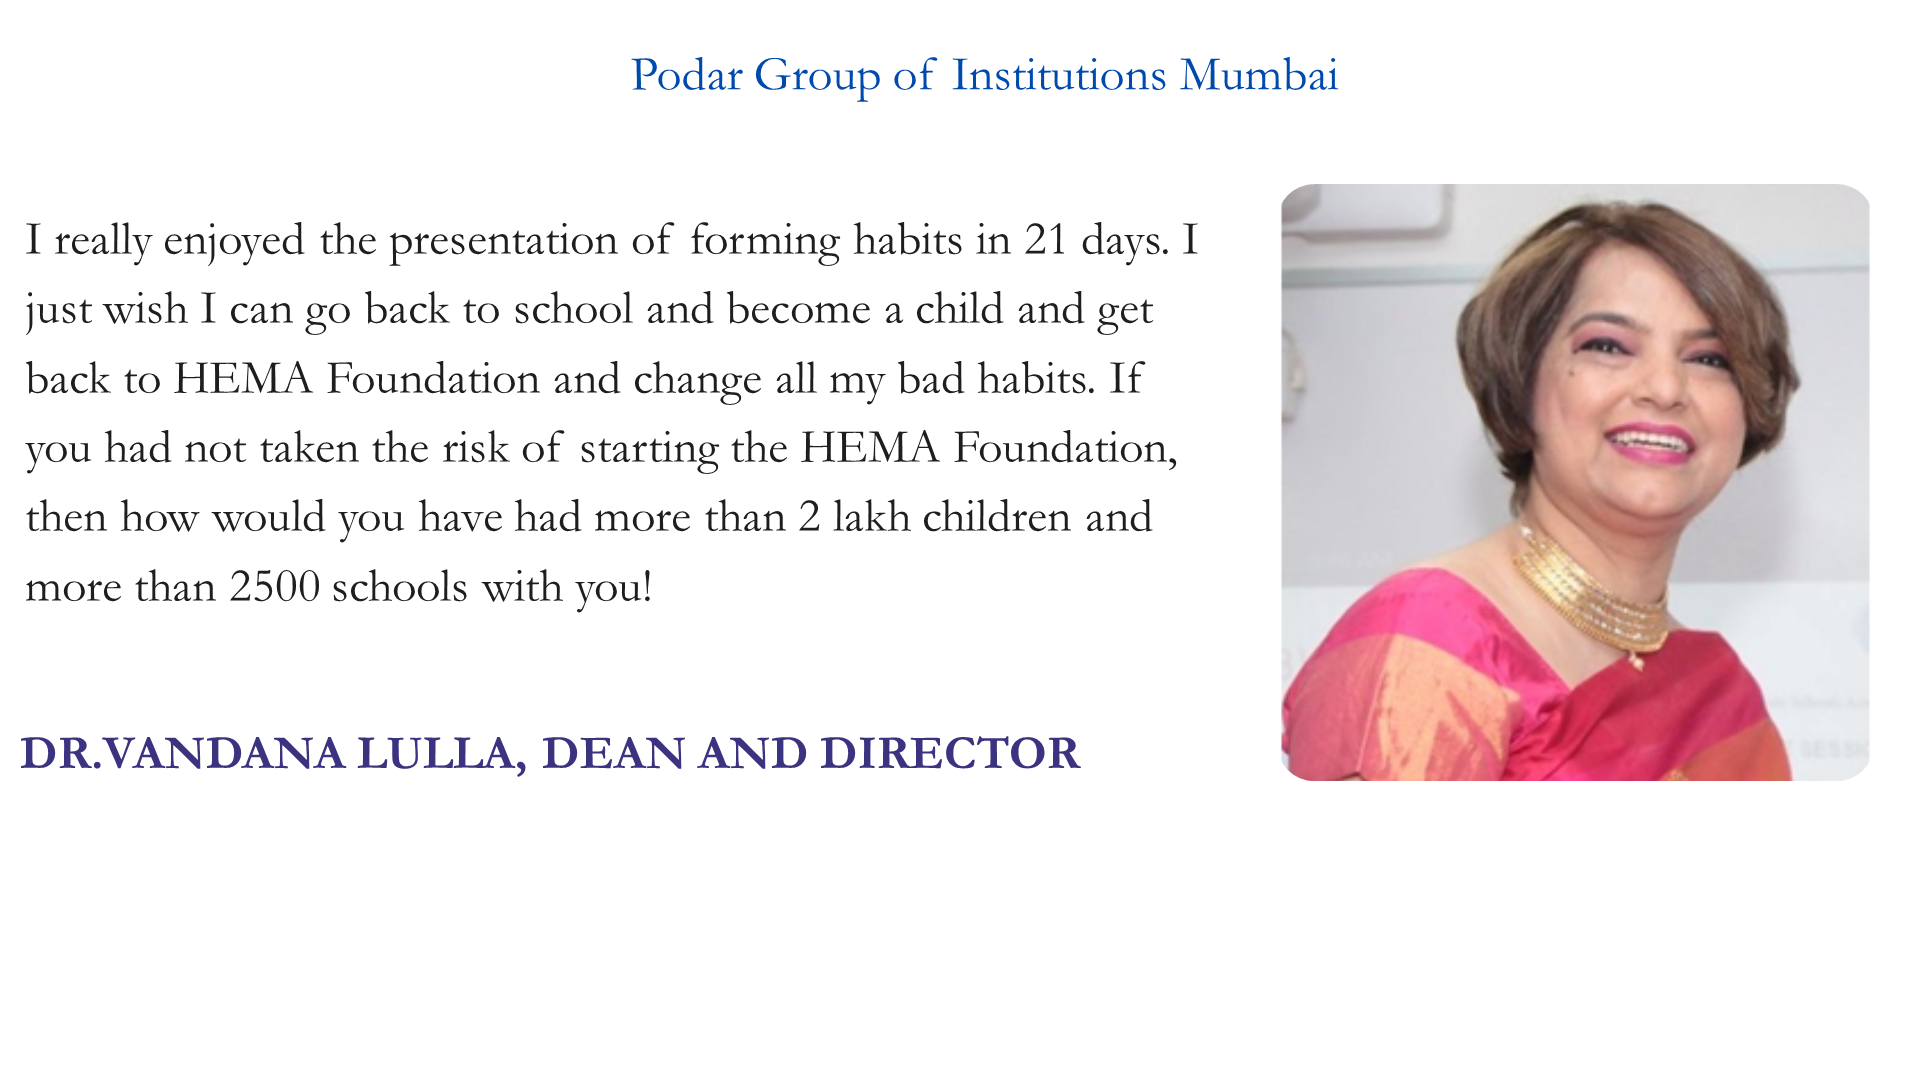 Podar Group of Institutions Mumbai
I really enjoyed the presentation of forming habits in 21 days. I
just wish I can go back to school and become a child and get
back to HEMA Foundation and change all my bad habits. If
you had not taken the risk of starting the HEMA Foundation,
then how would you have had more than 2 lakh children and
more than 2500 schools with you!
DR.VANDANA LULLA, DEAN AND DIRECTOR